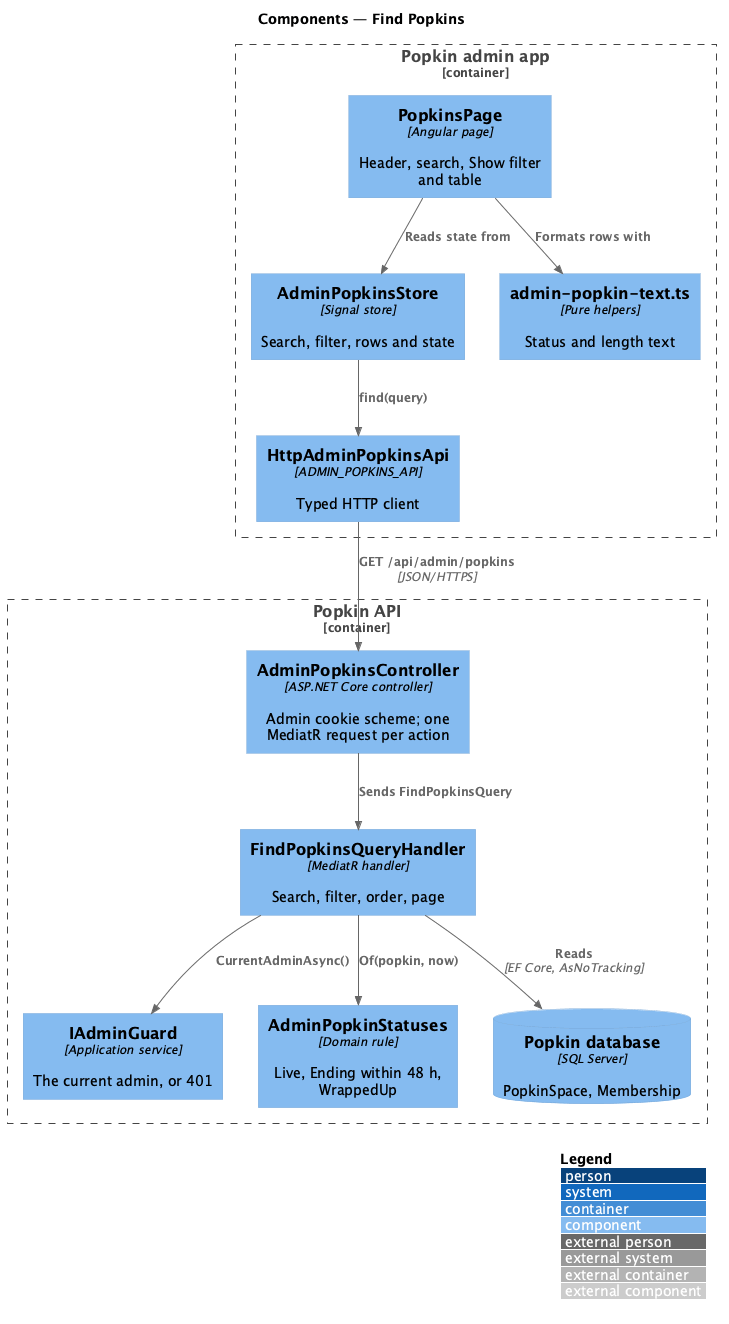 Components — Find Popkins
Popkin admin app
[container]
PopkinsPage
[Angular page]
Header, search, Show filter
and table
Reads state from
Formats rows with
AdminPopkinsStore
[Signal store]
Search, filter, rows and state
admin-popkin-text.ts
[Pure helpers]
Status and length text
find(query)
HttpAdminPopkinsApi
[ADMIN_POPKINS_API]
Typed HTTP client
GET /api/admin/popkins
[JSON/HTTPS]
Popkin API
[container]
AdminPopkinsController
[ASP.NET Core controller]
Admin cookie scheme; one
MediatR request per action
Sends FindPopkinsQuery
FindPopkinsQueryHandler
[MediatR handler]
Search, filter, order, page
CurrentAdminAsync()
Of(popkin, now)
Reads
[EF Core, AsNoTracking]
IAdminGuard
[Application service]
The current admin, or 401
AdminPopkinStatuses
[Domain rule]
Live, Ending within 48 h,
WrappedUp
Popkin database
[SQL Server]
PopkinSpace, Membership
Legend
person
system
container
component
external person
external system
external container
external component